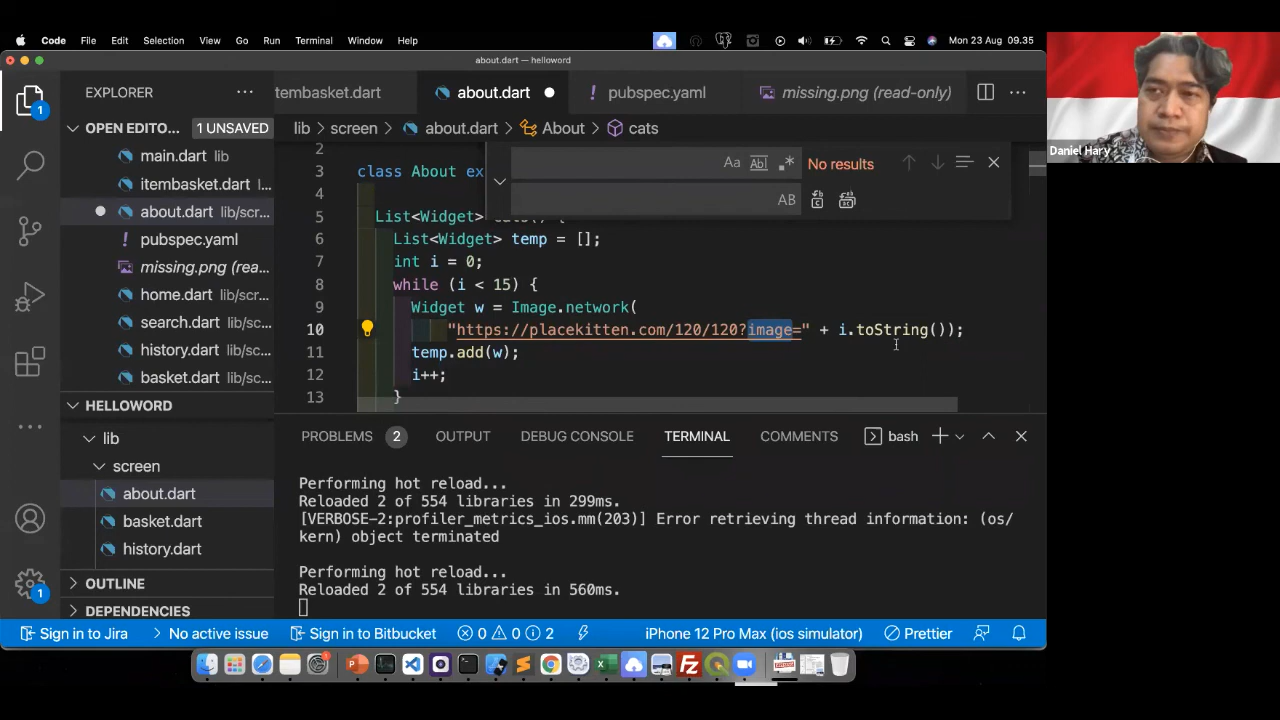 Code File Edit Selection View Go Run Terminal Window Help Mon 23 Aug 09.35
about.dart — helloword
EXPLORER
tembasket.dart about.dart pubspec.yaml missing.png (read-only)
OPEN EDITO... 1 UNSAVED
lib > screen > about.dart > About > cats
main.dart lib
itembasket.dart l...
about.dart lib/scr...
pubspec.yaml
missing.png (rea...
home.dart lib/scr...
search.dart lib/sc...
history.dart lib/s...
basket.dart lib/sc...
HELLOWORD
lib
screen
about.dart
basket.dart
history.dart
OUTLINE
DEPENDENCIES
1
1
Aa Ab| .* No results
AB
2
3 class About ex
4
5 List<Widget>
6 List<Widget> temp = [];
7 int i = 0;
8 while (i < 15) {
9 Widget w = Image.network(
10 "https://placekitten.com/120/120?image=" + i.toString());
11 temp.add(w);
12 i++;
13 }
PROBLEMS 2 OUTPUT DEBUG CONSOLE TERMINAL COMMENTS bash
Performing hot reload...
Reloaded 2 of 554 libraries in 299ms.
[VERBOSE-2:profiler_metrics_ios.mm(203)] Error retrieving thread information: (os/
kern) object terminated
Performing hot reload...
Reloaded 2 of 554 libraries in 560ms.
Sign in to Jira No active issue Sign in to Bitbucket 0 0 2 iPhone 12 Pro Max (ios simulator) Prettier
Daniel Hary